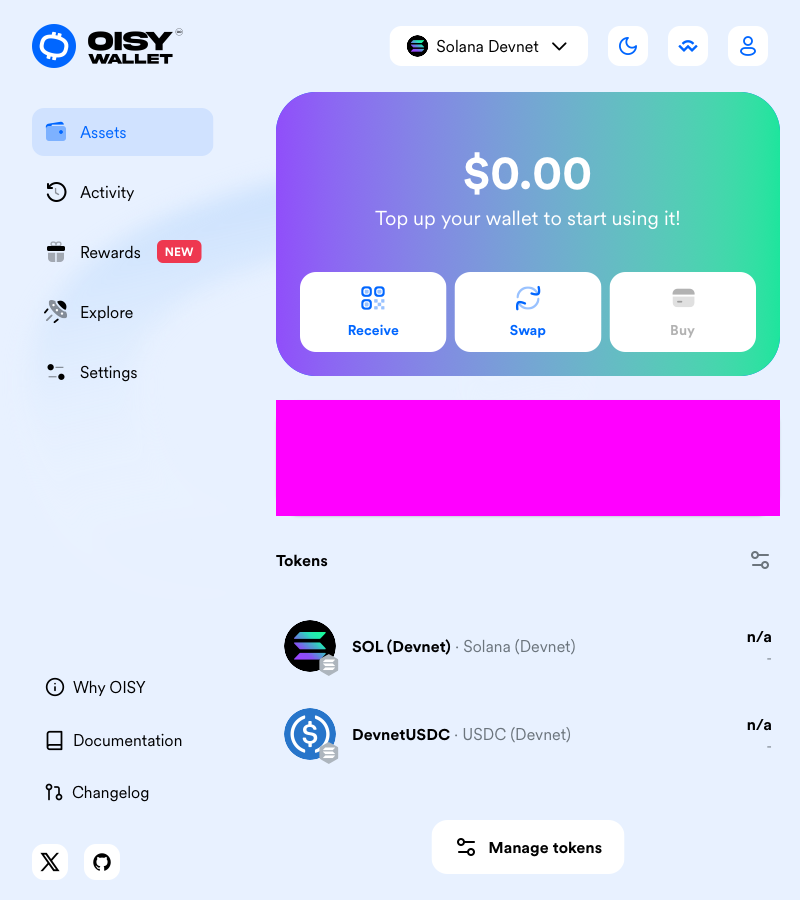 OISY
WALLET
Solana Devnet
Assets
Activity
Rewards NEW
Explore
Settings
$0.00
Top up your wallet to start using it!
Receive
Swap
Buy
Tokens
SOL (Devnet) · Solana (Devnet)
n/a
-
DevnetUSDC · USDC (Devnet)
n/a
-
Why OISY
Documentation
Changelog
Manage tokens